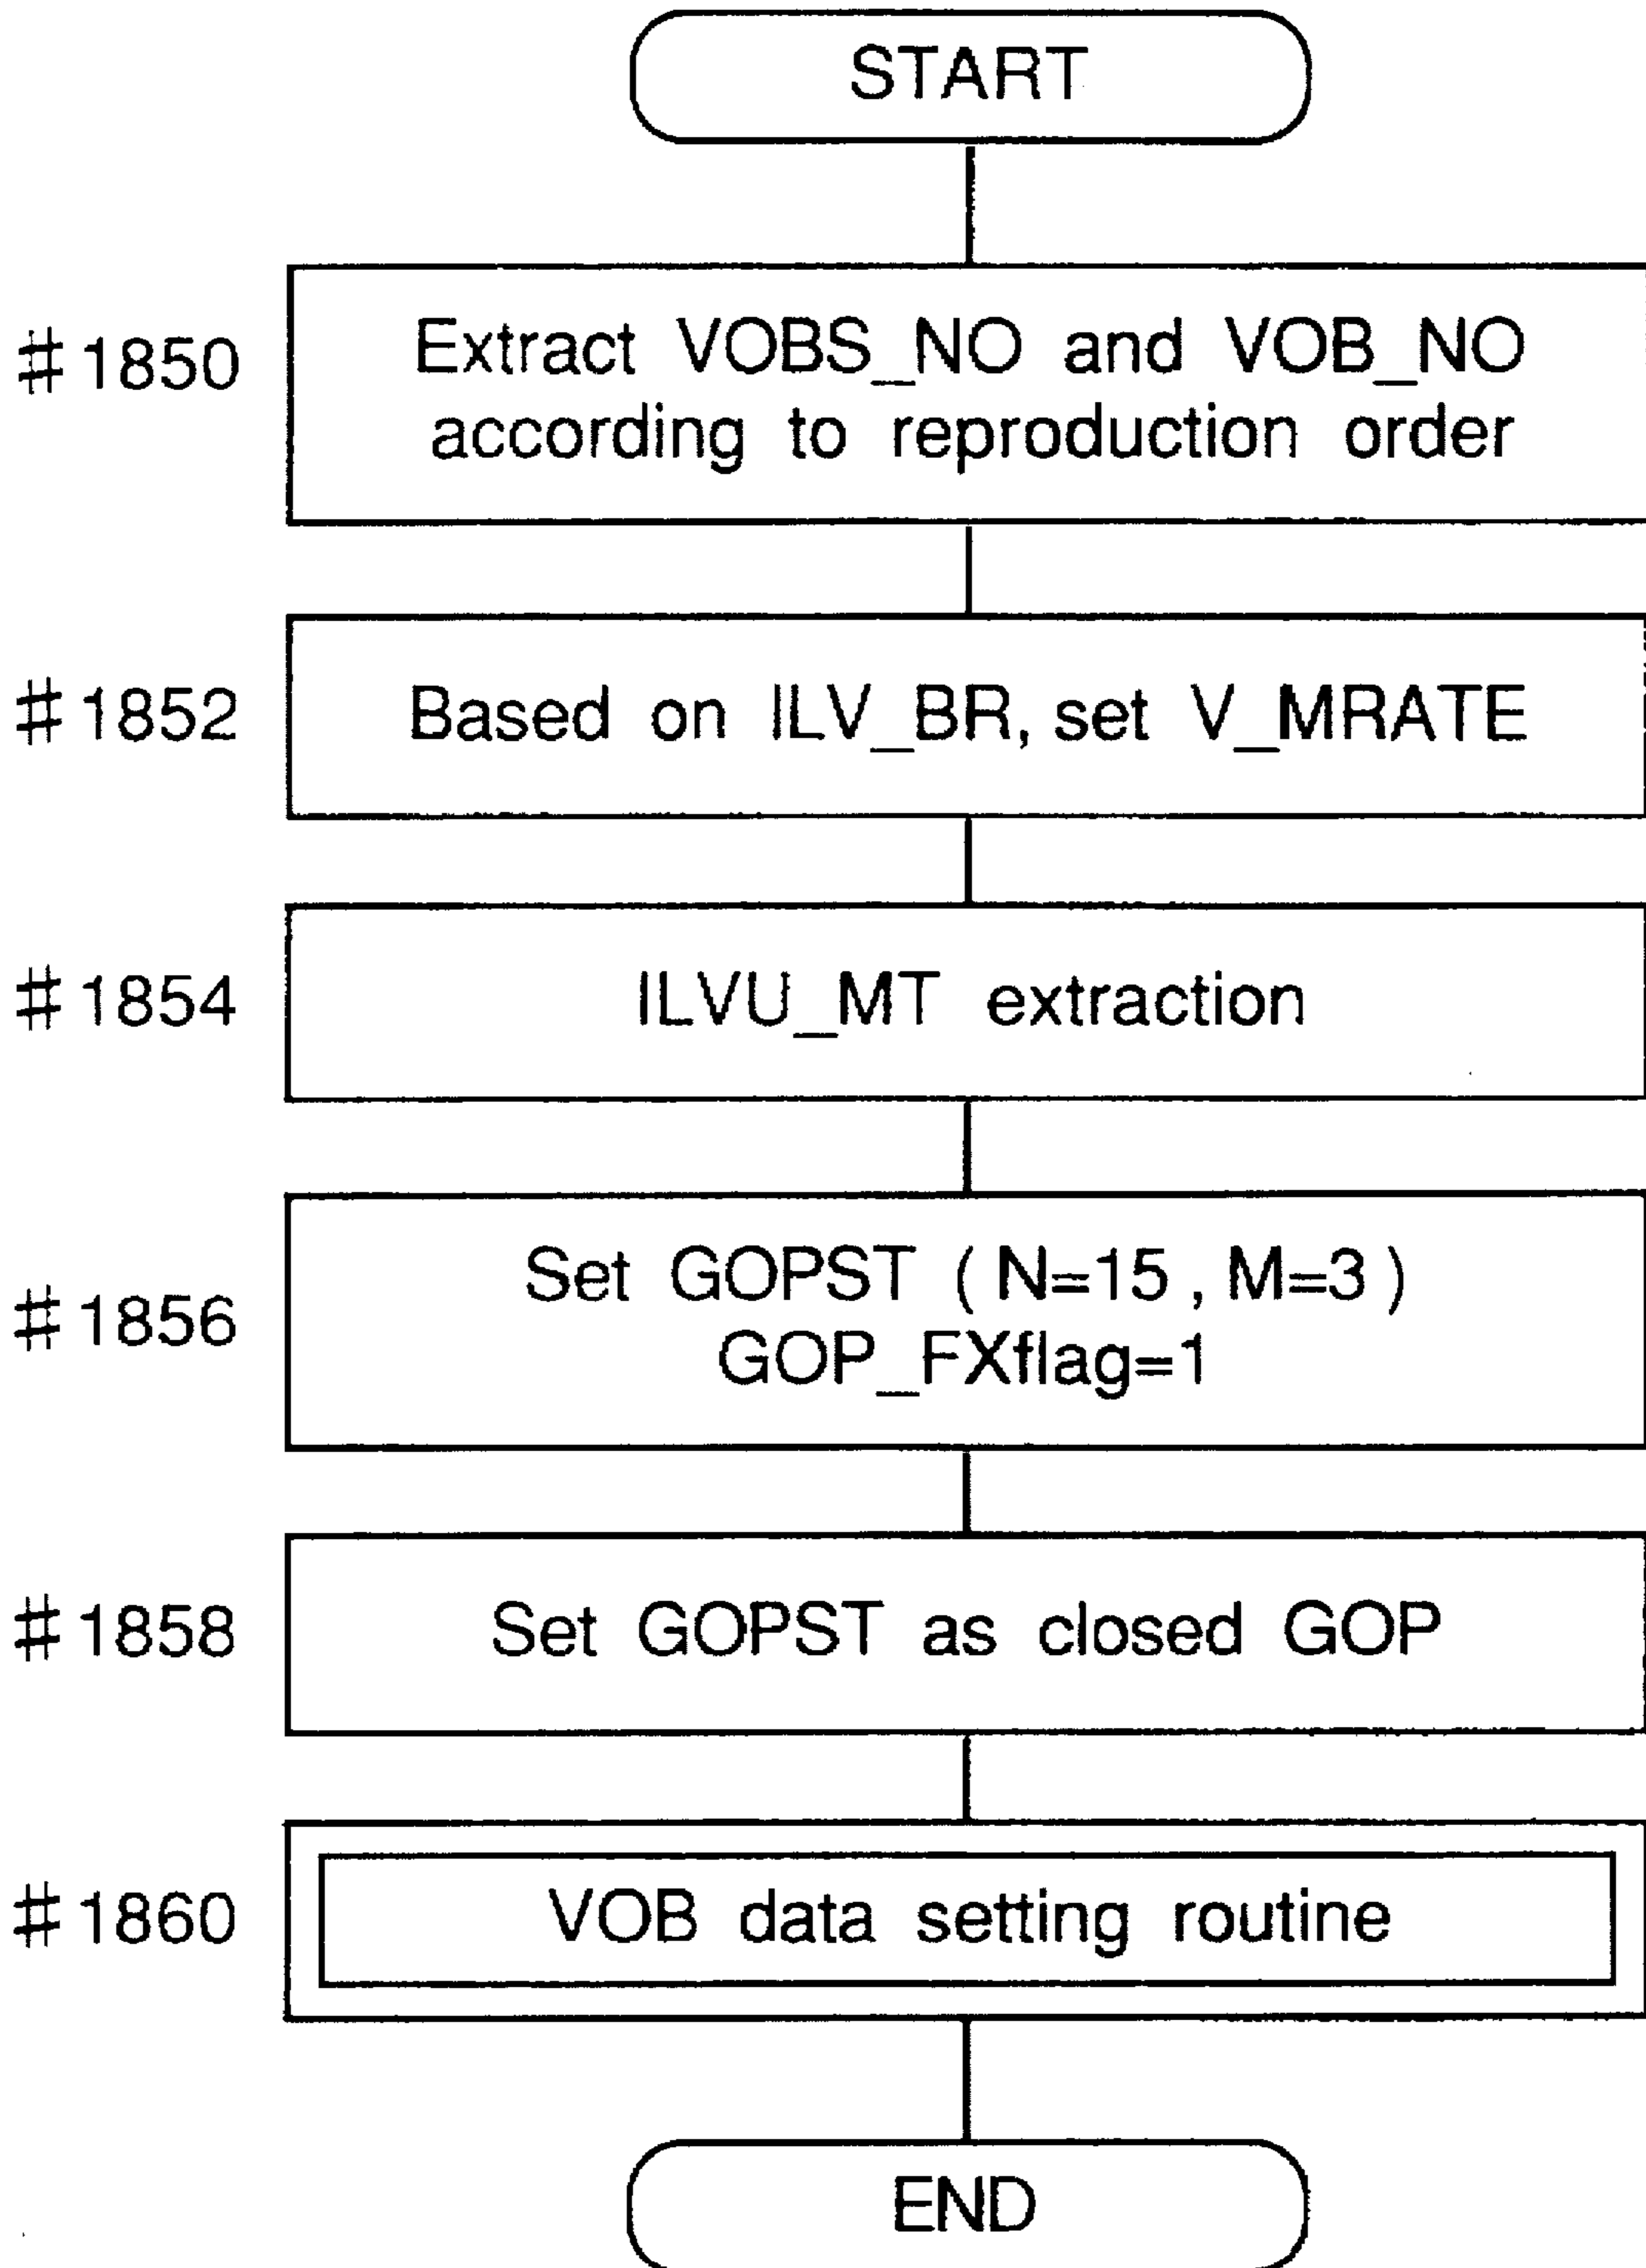 START
#1850
Extract VOBS_NO and VOB_NO
according to reproduction order
#1852
Based on ILV_BR, set V_MRATE
#1854
ILVU_MT extraction
#1856
Set GOPST (N=15, M=3)
GOP_FXflag=1
#1858
Set GOPST as closed GOP
#1860
VOB data setting routine
END